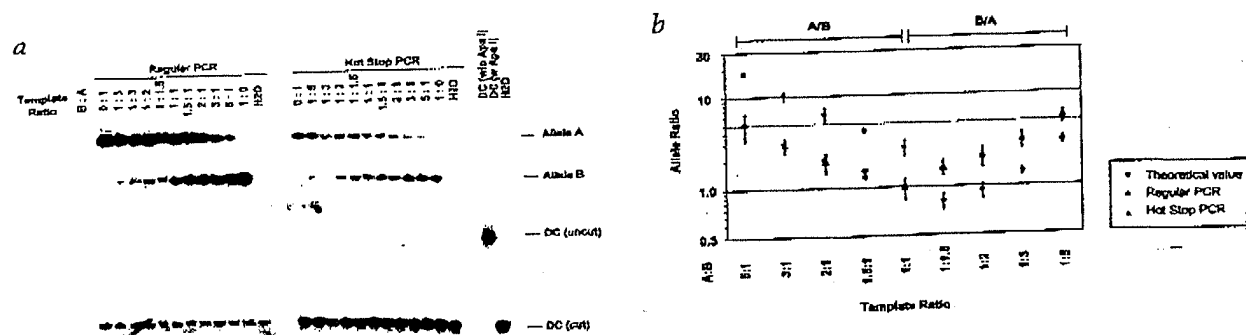 a
Regular PCR
Hot Stop PCR
DC (w/o Apa I)
DC (w Apa I)
H2O
Template
Ratio
B : A
0 : 1
1 : 5
1 : 3
1 : 2
1 : 1.5
1 : 1
1.5 : 1
2 : 1
3 : 1
5 : 1
1 : 0
H2O
0 : 1
1 : 5
1 : 3
1 : 2
1 : 1.5
1 : 1
1.5 : 1
2 : 1
3 : 1
5 : 1
1 : 0
H2O
Allele A
Allele B
DC (uncut)
DC (cut)
b
A/B
B/A
Allele Ratio
10
1.0
A:B
5:1
3:1
2:1
1.5:1
1:1
1:1.5
1:2
1:3
1:5
Template Ratio
Theoretical value
Regular PCR
Hot Stop PCR